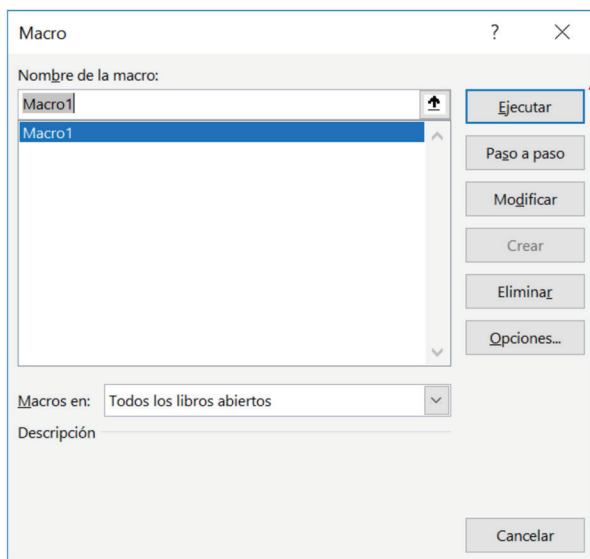 Macro
Nombre de la macro:
Macro1
Macro1
Ejecutar
Paso a paso
Modificar
Crear
Eliminar
Opciones...
Macros en: Todos los libros abiertos
Descripción
Cancelar